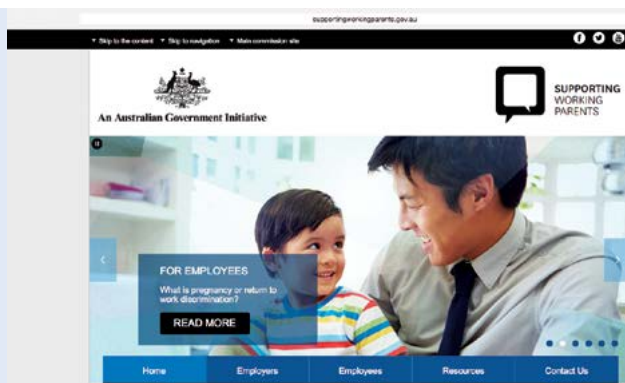 supportingworkingparents.gov.au
Skip to the content Skip to navigation Main commission site
An Australian Government Initiative
SUPPORTING
WORKING
PARENTS
FOR EMPLOYEES
What is pregnancy or return to
work discrimination?
READ MORE
Home Employers Employees Resources Contact Us